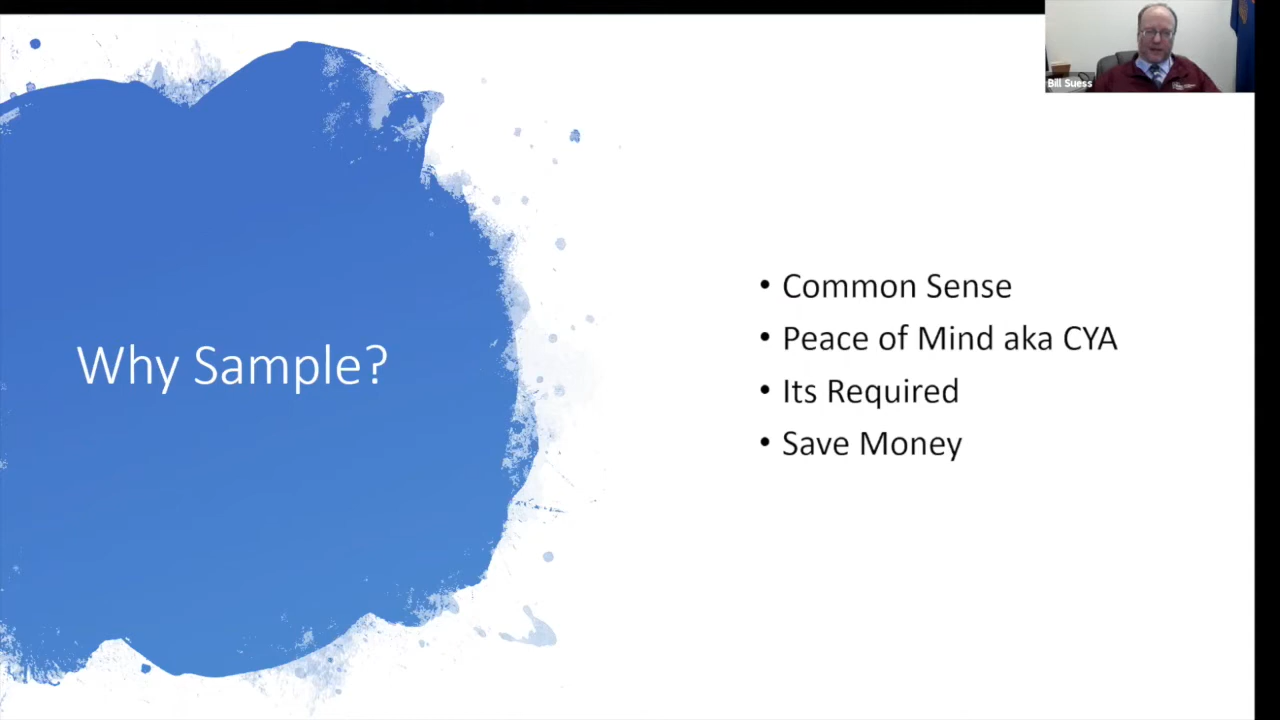 Bill Suess
Why Sample?
• Common Sense
• Peace of Mind aka CYA
• Its Required
• Save Money